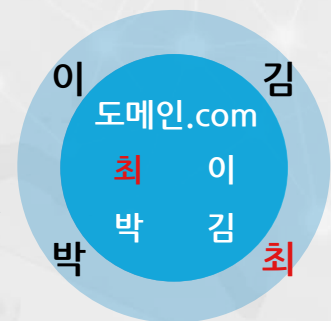 이 김
도메인.com
최 이
박 김
박 최